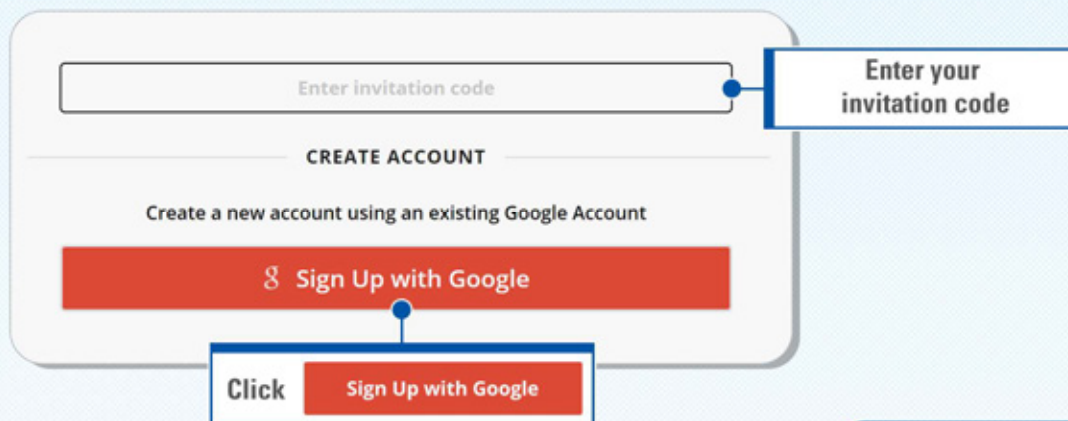 Enter invitation code
Enter your
invitation code
CREATE ACCOUNT
Create a new account using an existing Google Account
g Sign Up with Google
Click Sign Up with Google